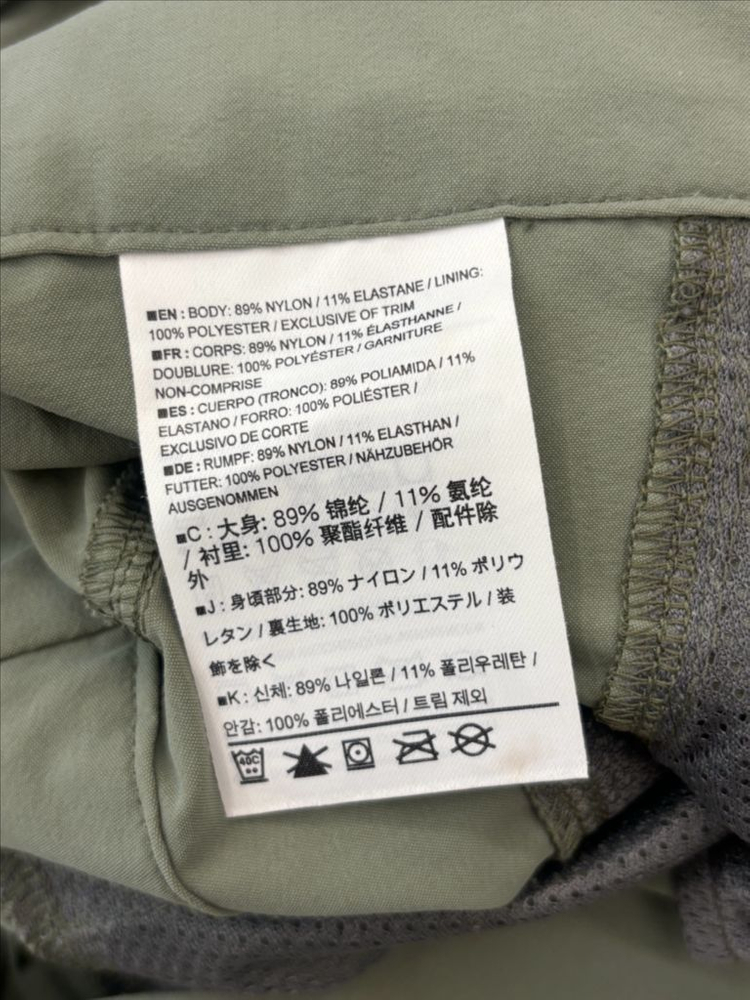 ■EN : BODY: 89% NYLON / 11% ELASTANE / LINING:
100% POLYESTER / EXCLUSIVE OF TRIM
■FR : CORPS: 89% NYLON / 11% ÉLASTHANNE /
DOUBLURE: 100% POLYÉSTER / GARNITURE
NON-COMPRISE
■ES : CUERPO (TRONCO): 89% POLIAMIDA / 11%
ELASTANO / FORRO: 100% POLIÉSTER /
EXCLUSIVO DE CORTE
■DE : RUMPF: 89% NYLON / 11% ELASTHAN /
FUTTER: 100% POLYESTER / NÄHZUBEHÖR
AUSGENOMMEN
■C : 大身: 89% 锦纶 / 11% 氨纶
/ 衬里: 100% 聚酯纤维 / 配件除
外
■J : 身頃部分: 89% ナイロン / 11% ポリウ
レタン / 裏生地: 100% ポリエステル / 装
飾を除く
■K : 신체: 89% 나일론 / 11% 폴리우레탄 /
안감: 100% 폴리에스터 / 트림 제외
40C